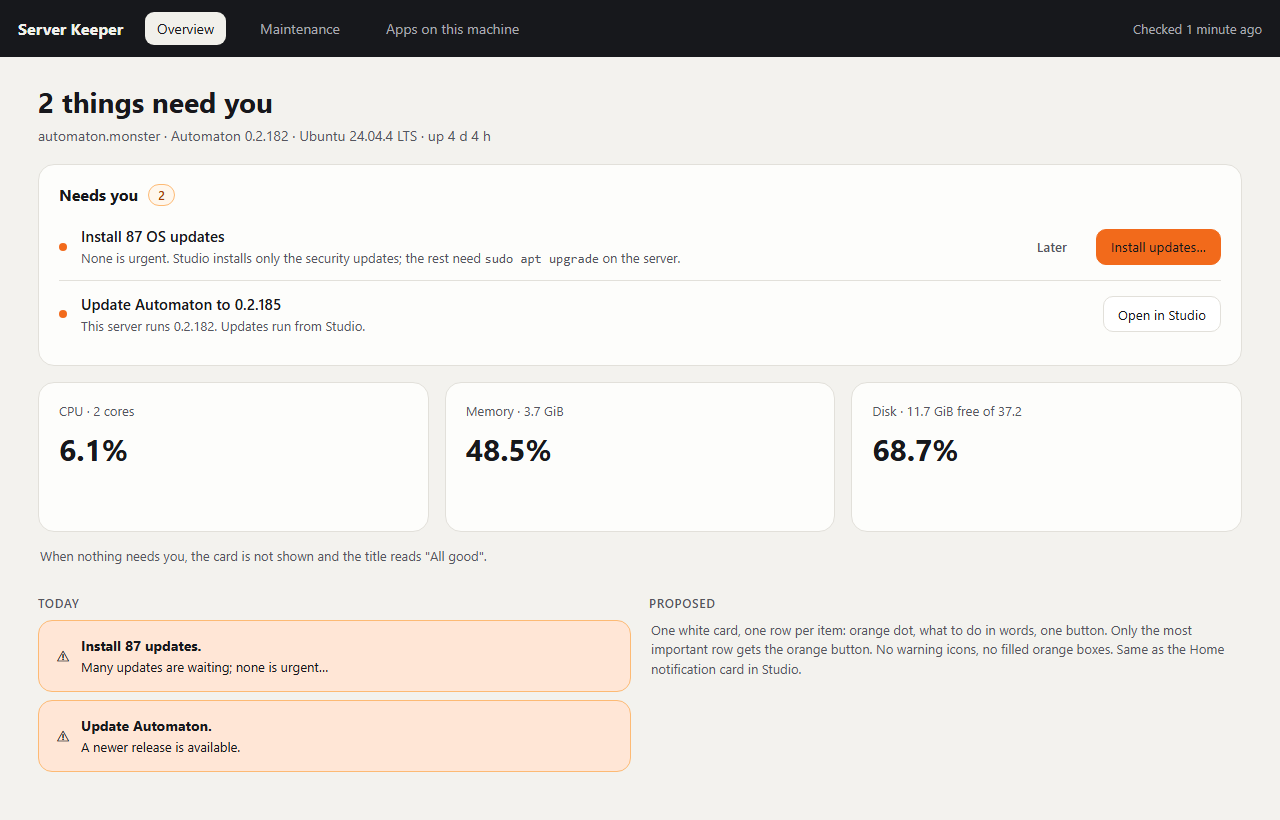 Server Keeper
Overview
Maintenance
Apps on this machine
Checked 1 minute ago
2 things need you
automaton.monster · Automaton 0.2.182 · Ubuntu 24.04.4 LTS · up 4 d 4 h
Needs you 2
Install 87 OS updates
None is urgent. Studio installs only the security updates; the rest need sudo apt upgrade on the server.
Later
Install updates...
Update Automaton to 0.2.185
This server runs 0.2.182. Updates run from Studio.
Open in Studio
CPU · 2 cores
6.1%
Memory · 3.7 GiB
48.5%
Disk · 11.7 GiB free of 37.2
68.7%
When nothing needs you, the card is not shown and the title reads "All good".
TODAY
Install 87 updates.
Many updates are waiting; none is urgent...
Update Automaton.
A newer release is available.
PROPOSED
One white card, one row per item: orange dot, what to do in words, one button. Only the most
important row gets the orange button. No warning icons, no filled orange boxes. Same as the Home
notification card in Studio.